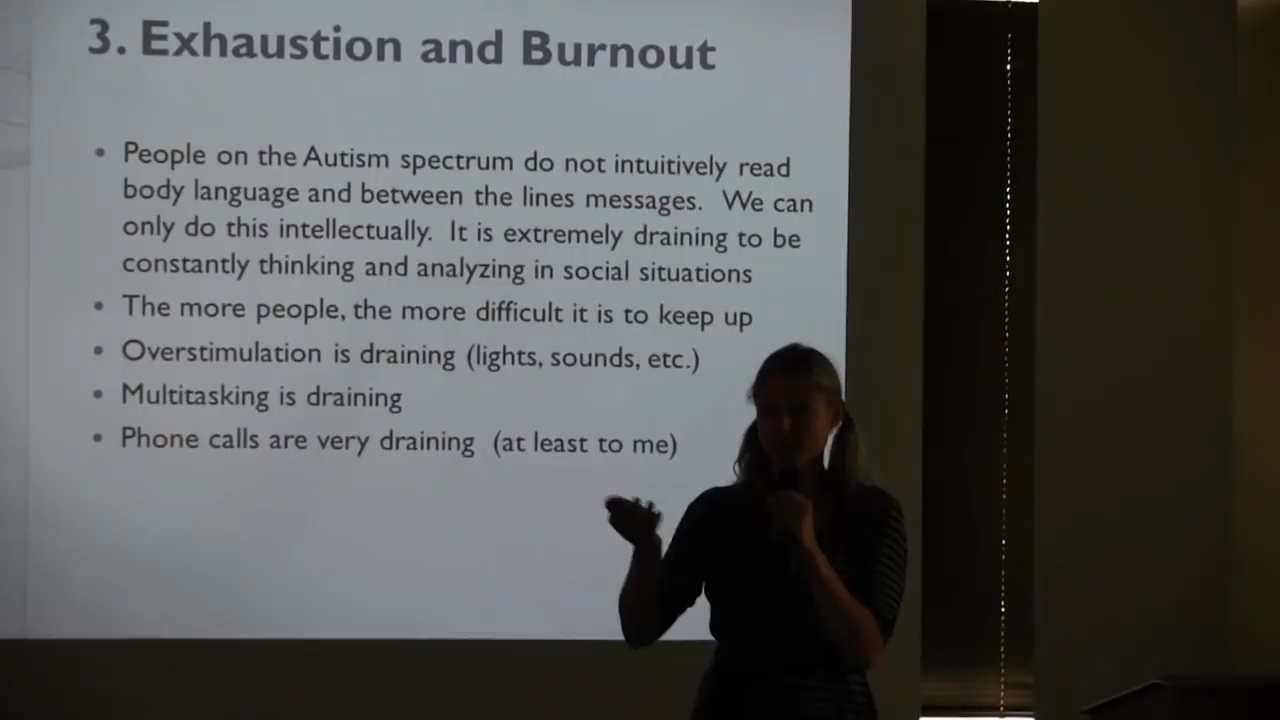 3. Exhaustion and Burnout
• People on the Autism spectrum do not intuitively read
body language and between the lines messages.  We can
only do this intellectually.  It is extremely draining to be
constantly thinking and analyzing in social situations
• The more people, the more difficult it is to keep up
• Overstimulation is draining (lights, sounds, etc.)
• Multitasking is draining
• Phone calls are very draining  (at least to me)